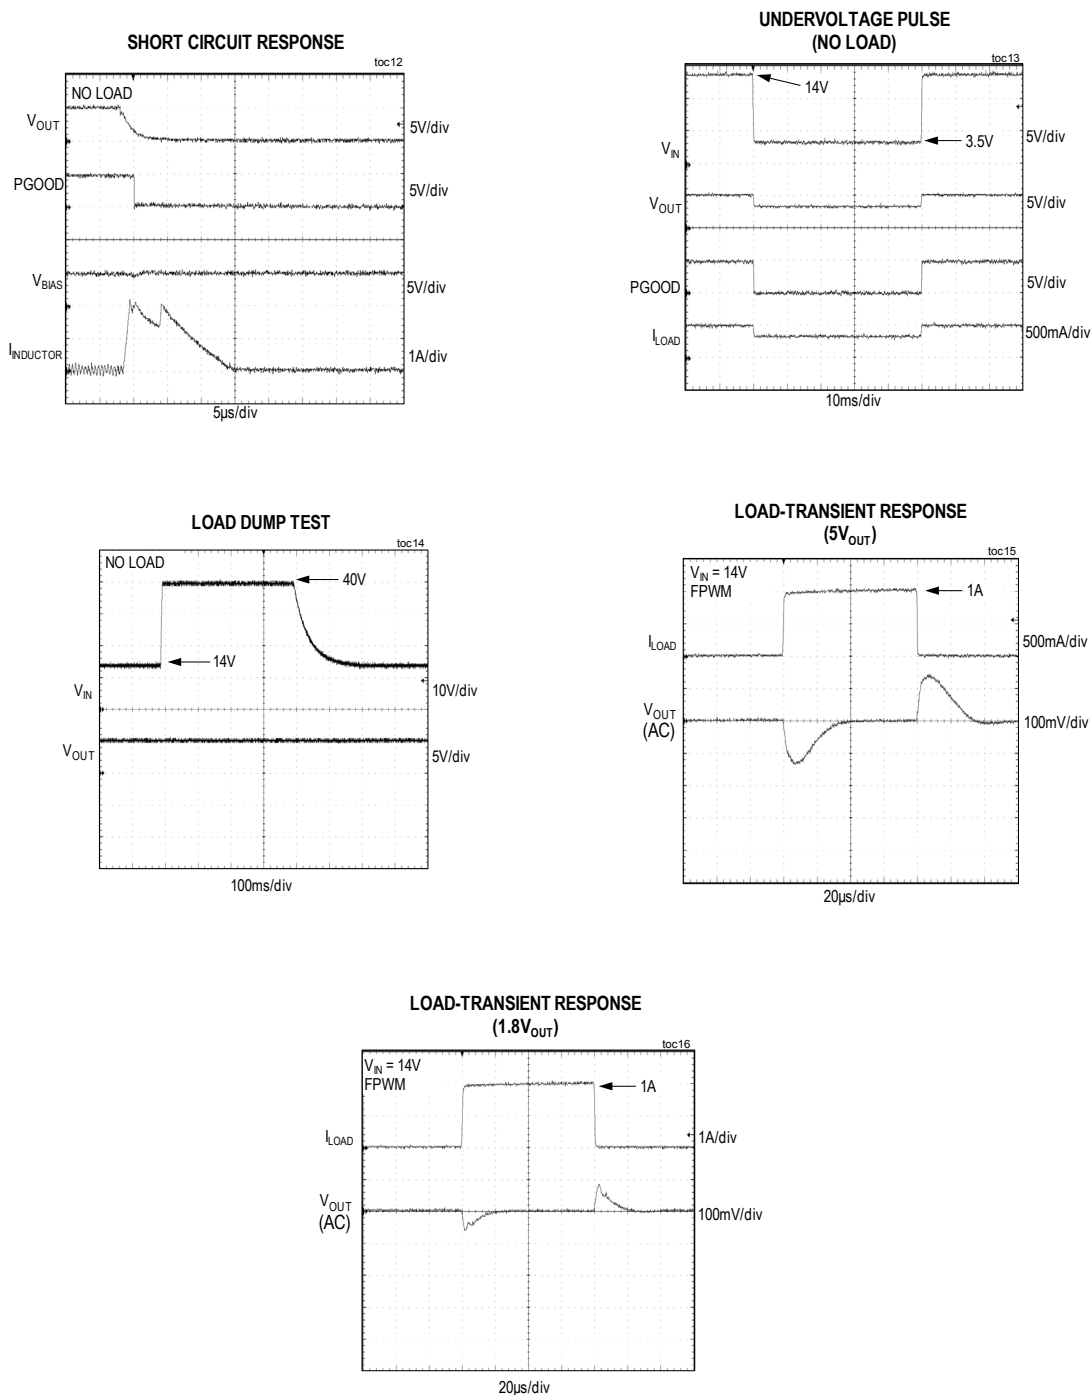 SHORT CIRCUIT RESPONSE
toc12
NO LOAD
VOUT
5V/div
PGOOD
5V/div
VBIAS
5V/div
IINDUCTOR
1A/div
5µs/div
UNDERVOLTAGE PULSE
(NO LOAD)
toc13
14V
3.5V
VIN
5V/div
VOUT
5V/div
PGOOD
5V/div
ILOAD
500mA/div
10ms/div
LOAD DUMP TEST
toc14
NO LOAD
40V
14V
VIN
10V/div
VOUT
5V/div
100ms/div
LOAD-TRANSIENT RESPONSE
(5VOUT)
toc15
VIN = 14V
FPWM
1A
ILOAD
500mA/div
VOUT
(AC)
100mV/div
20µs/div
LOAD-TRANSIENT RESPONSE
(1.8VOUT)
toc16
VIN = 14V
FPWM
1A
ILOAD
1A/div
VOUT
(AC)
100mV/div
20µs/div